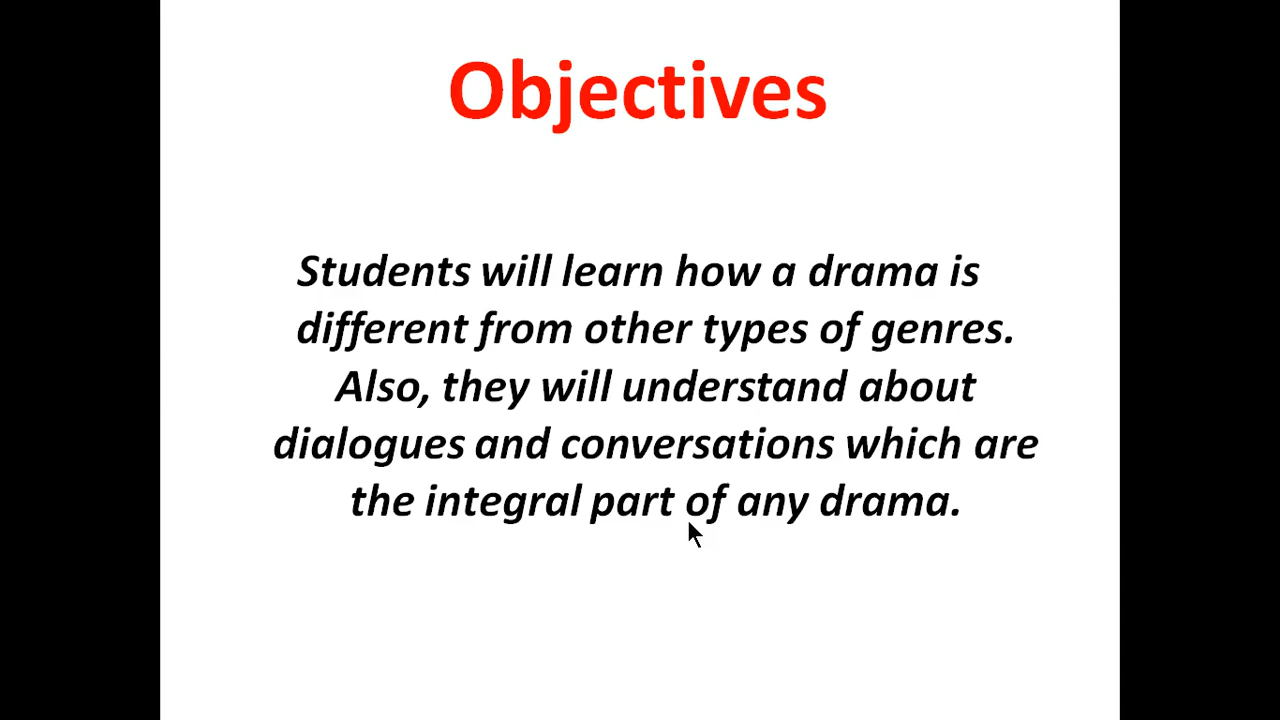 Objectives
Students will learn how a drama is
different from other types of genres.
Also, they will understand about
dialogues and conversations which are
the integral part of any drama.